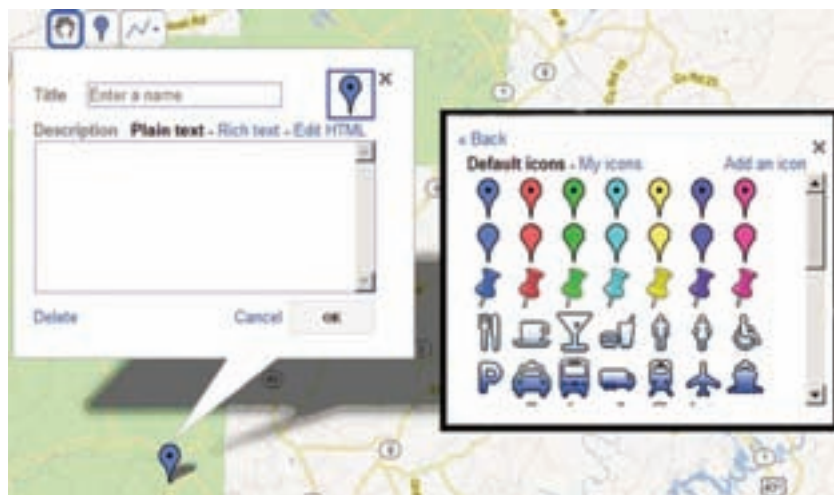 Title Enter a name
Description Plain text - Rich text - Edit HTML
Delete Cancel OK
« Back
Default icons - My icons Add an icon
P